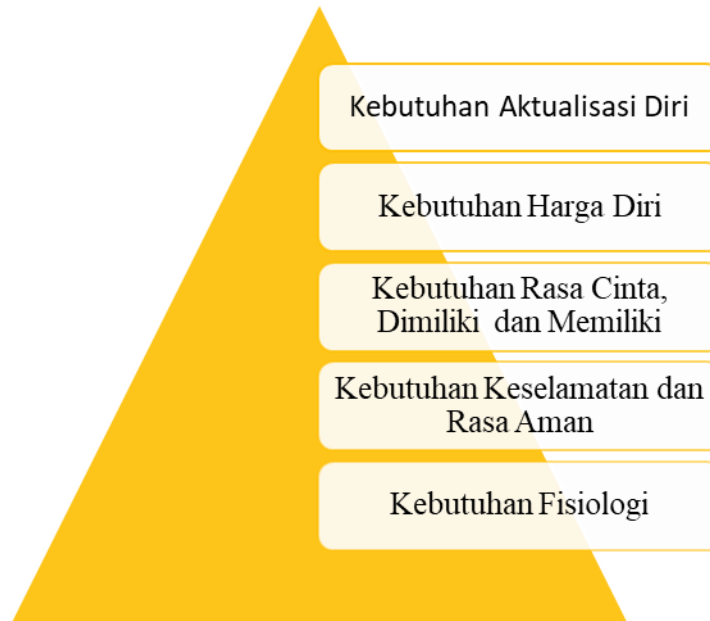 Kebutuhan Aktualisasi Diri
Kebutuhan Harga Diri
Kebutuhan Rasa Cinta,
Dimiliki dan Memiliki
Kebutuhan Keselamatan dan
Rasa Aman
Kebutuhan Fisiologi